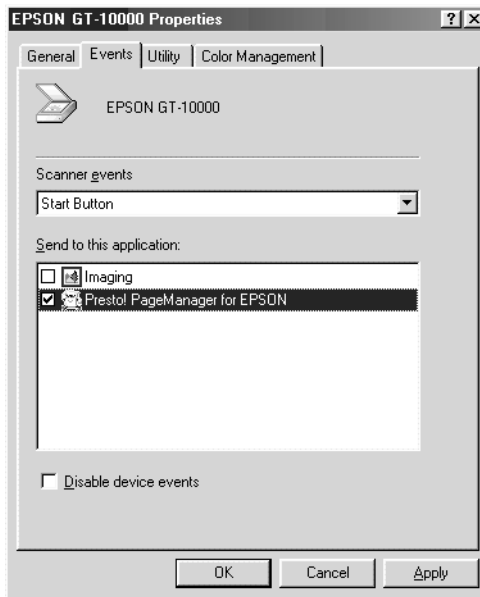 EPSON GT-10000 Properties
General Events Utility Color Management
EPSON GT-10000
Scanner events
Start Button
Send to this application:
Imaging
Presto! PageManager for EPSON
Disable device events
OK Cancel Apply